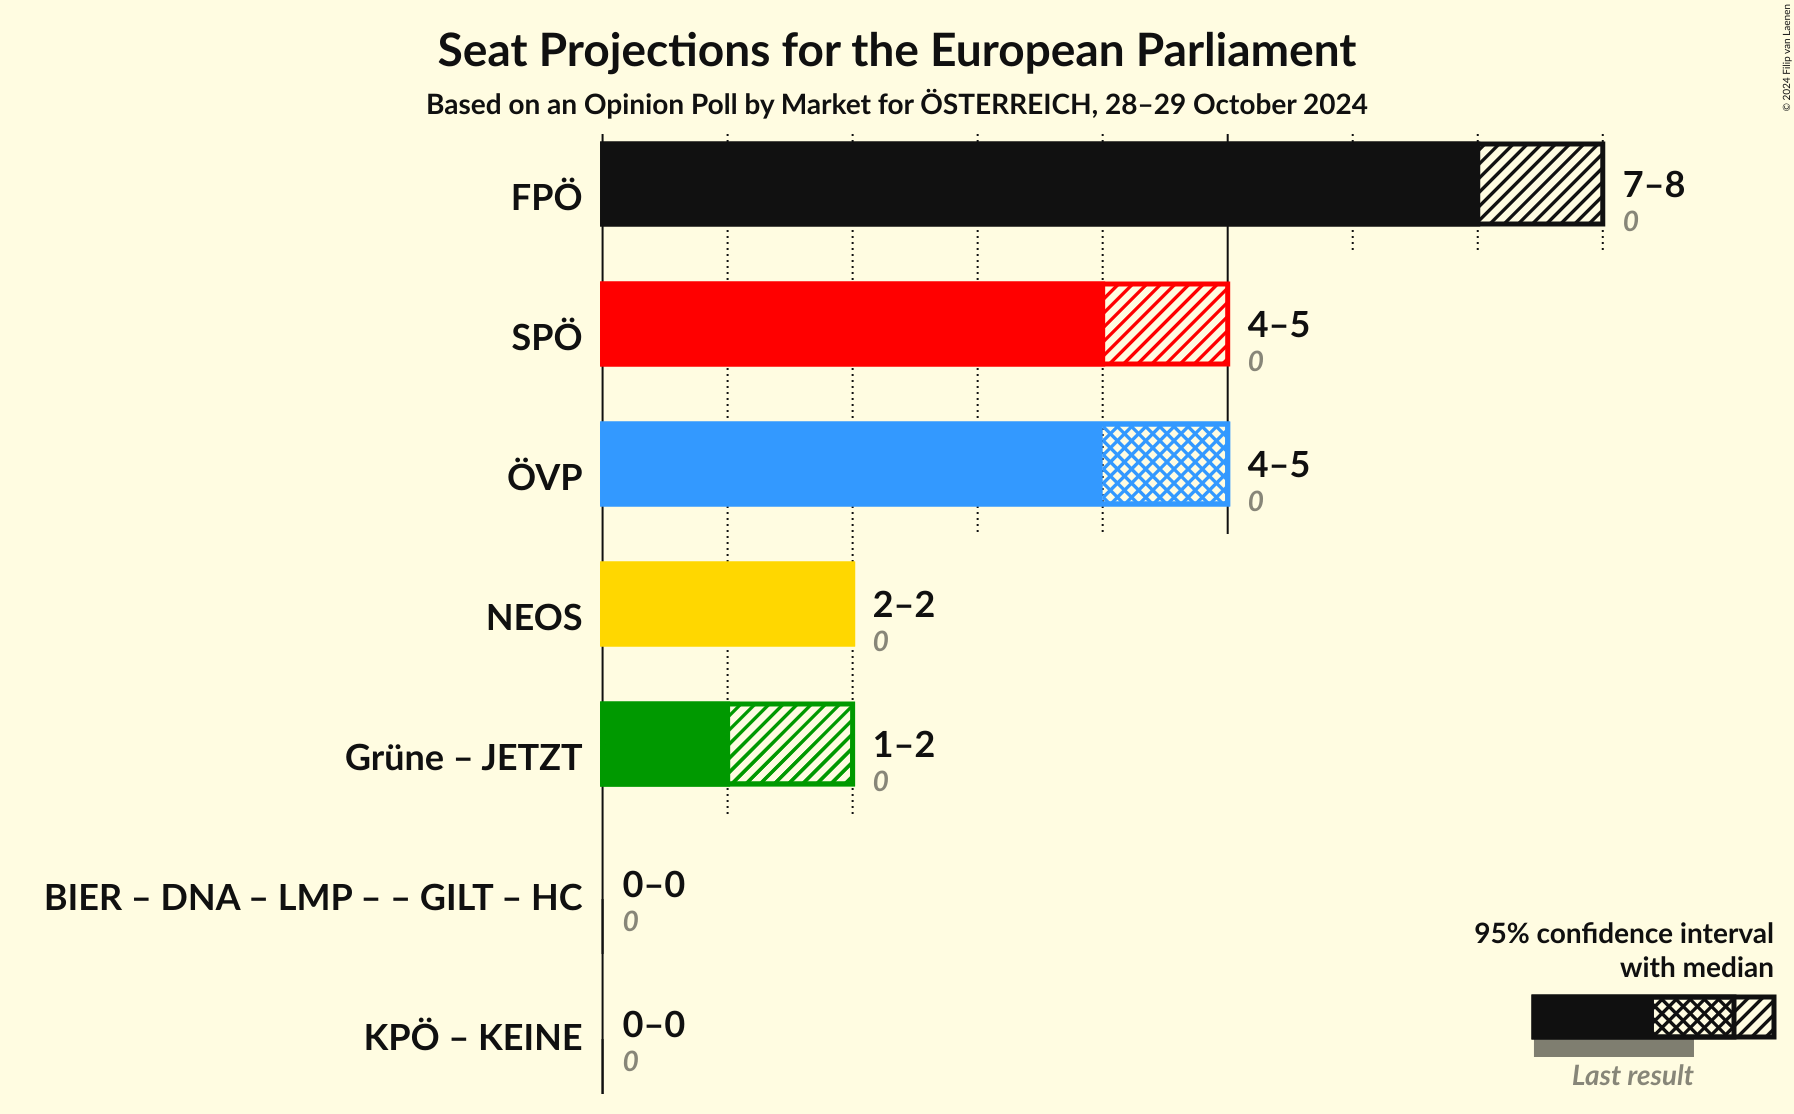 Seat Projections for the European Parliament
Based on an Opinion Poll by Market for ÖSTERREICH, 28–29 October 2024
© 2024 Filip van Laenen
FPÖ
7–8
0
SPÖ
4–5
0
ÖVP
4–5
0
NEOS
2–2
0
Grüne – JETZT
1–2
0
BIER – DNA – LMP – – GILT – HC
0–0
0
KPÖ – KEINE
0–0
0
95% confidence interval
with median
Last result